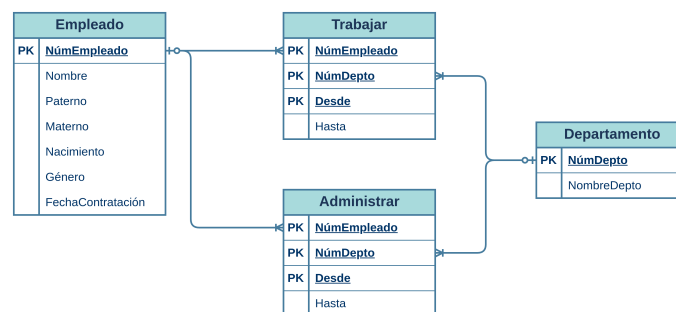 Empleado
PK NúmEmpleado
Nombre
Paterno
Materno
Nacimiento
Género
FechaContratación
Trabajar
PK NúmEmpleado
PK NúmDepto
PK Desde
Hasta
Administrar
PK NúmEmpleado
PK NúmDepto
PK Desde
Hasta
Departamento
PK NúmDepto
NombreDepto